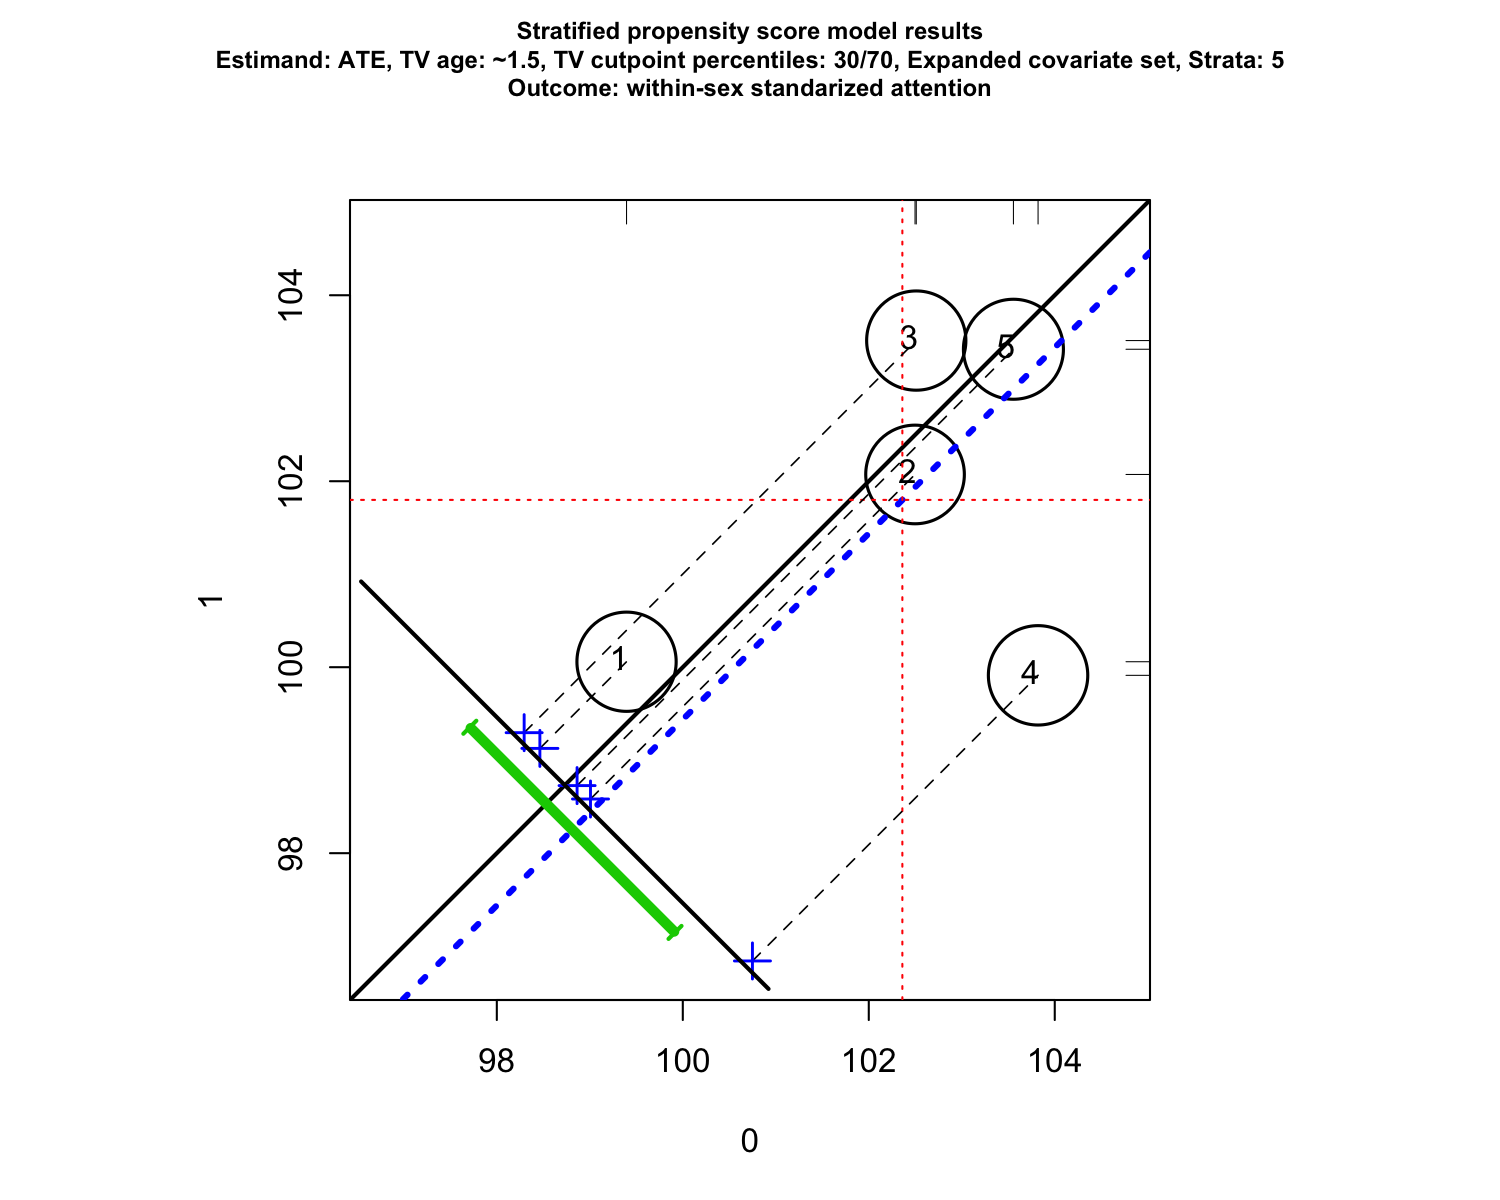 Stratified propensity score model results
Estimand: ATE, TV age: ~1.5, TV cutpoint percentiles: 30/70, Expanded covariate set, Strata: 5
Outcome: within-sex standarized attention
104
3
5
102
2
1
1
100
4
98
98 100 102 104
0